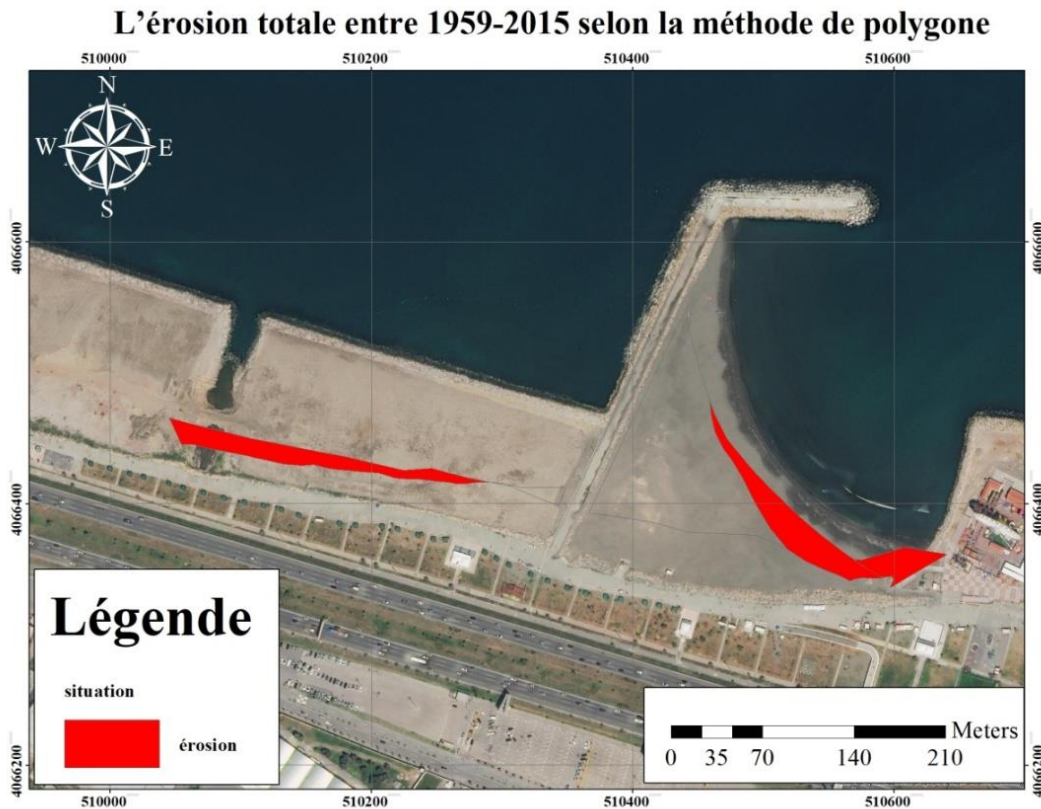 L'érosion totale entre 1959-2015 selon la méthode de polygone
510000 510200 510400 510600
N
W E
S
4066600 4066600
4066400 4066400
Légende
situation
érosion
Meters
0 35 70 140 210
4066200 4066200
510000 510200 510400 510600